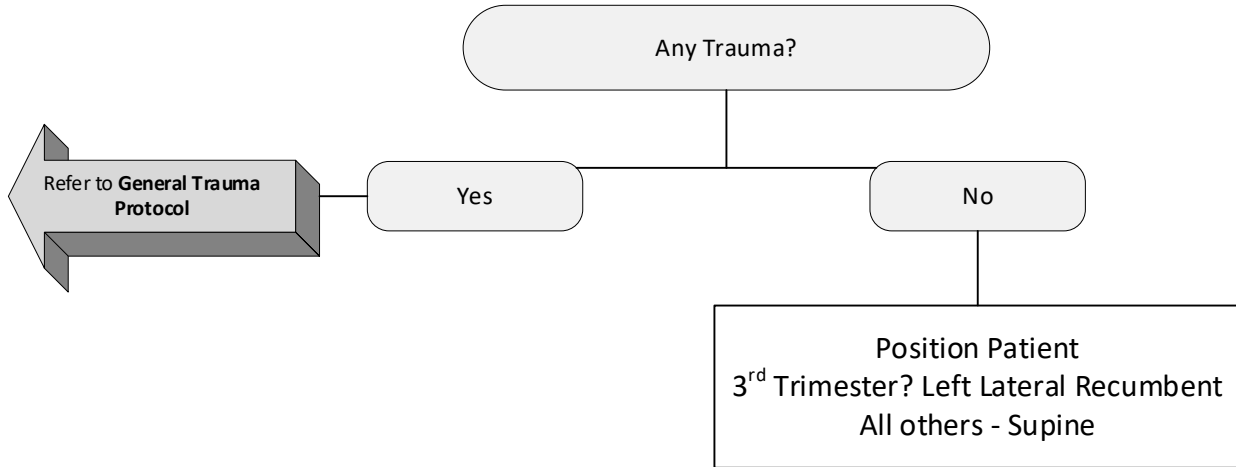 Any Trauma?
Refer to General Trauma
Protocol
Yes
No
Position Patient
3rd Trimester? Left Lateral Recumbent
All others - Supine